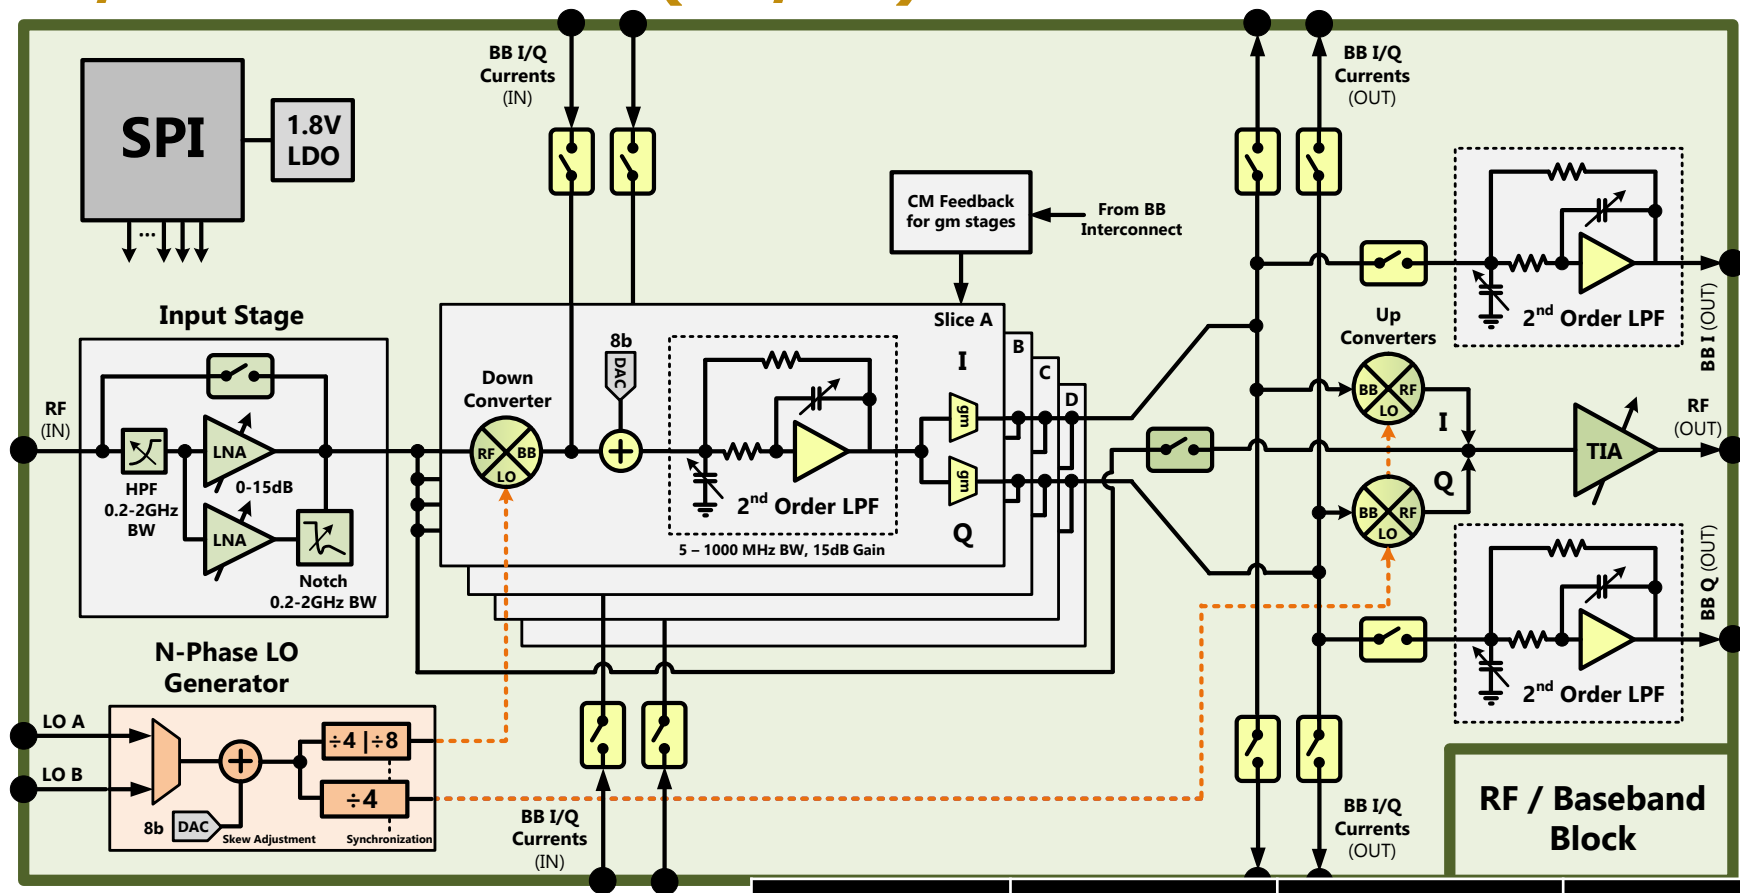 BB I/Q
Currents
(IN)
BB I/Q
Currents
(OUT)
SPI
1.8V
LDO
...
CM Feedback
for gm stages
From BB
Interconnect
2nd Order LPF
BB I (OUT)
Input Stage
RF
(IN)
HPF
0.2-2GHz
BW
LNA
0-15dB
LNA
Notch
0.2-2GHz BW
Slice A
B
C
D
Down
Converter
RF
BB
LO
8b
DAC
2nd Order LPF
5 – 1000 MHz BW, 15dB Gain
I
gm
gm
Q
Up
Converters
BB
RF
LO
I
Q
BB
RF
LO
TIA
RF
(OUT)
2nd Order LPF
BB Q (OUT)
N-Phase LO
Generator
LO A
LO B
÷4 |÷8
÷4
8b
DAC
Skew Adjustment
Synchronization
BB I/Q
Currents
(IN)
BB I/Q
Currents
(OUT)
RF / Baseband
Block